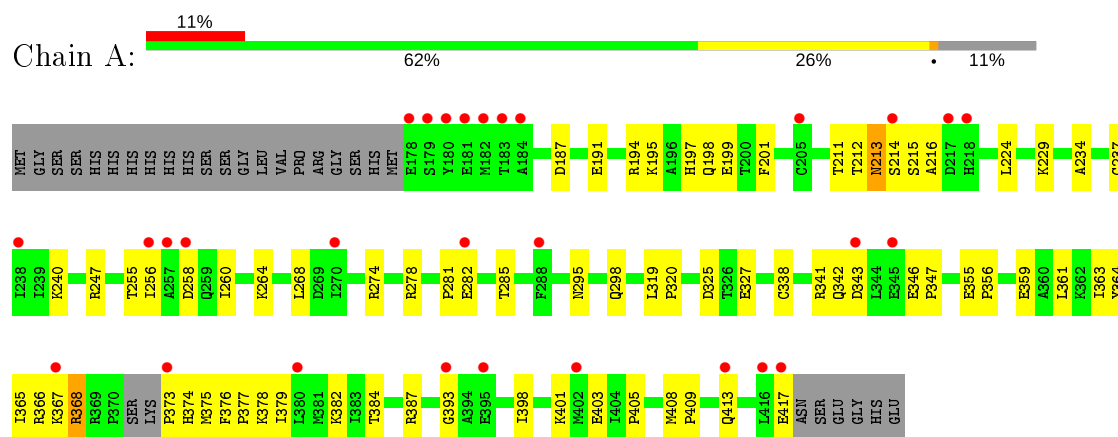 11%
Chain A:
62% 26% • 11%
MET GLY SER SER HIS HIS HIS HIS HIS HIS SER SER GLY LEU VAL PRO ARG GLY SER HIS MET E178 S179 Y180 E181 M182 T183 A184 D187 E191 R194 K195 A196 H197 Q198 E199 T200 F201 C205 T211 T212 N213 S214 S215 A216 D217 H218 L224 K229 A234 C237
I238 I239 K240 R247 T255 I256 A257 D258 Q259 I260 K264 L268 D269 I270 R274 R278 P281 E282 T285 F288 N295 Q298 L319 P320 D325 T326 E327 C338 R341 Q342 D343 L344 E345 E346 P347 E355 P356 E359 A360 L361 K362 I363 Y364
I365 R366 K367 R368 R369 P370 SER LYS P373 H374 M375 F376 P377 K378 I379 L380 M381 K382 I383 T384 R387 G393 A394 E395 I398 K401 M402 E403 I404 P405 M408 P409 Q413 L416 E417 ASN SER GLU GLY HIS GLU